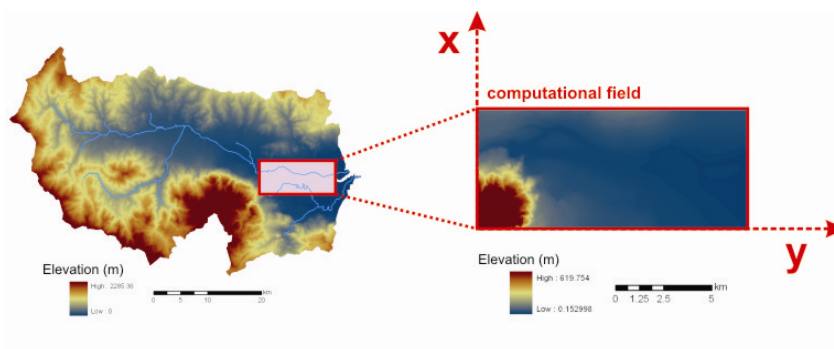 x
computational field
y
Elevation (m)
High : 2285.36
Low : 0
0 5 10 20
km
Elevation (m)
High : 619.754
Low : 0.152998
0 1.25 2.5 5
km